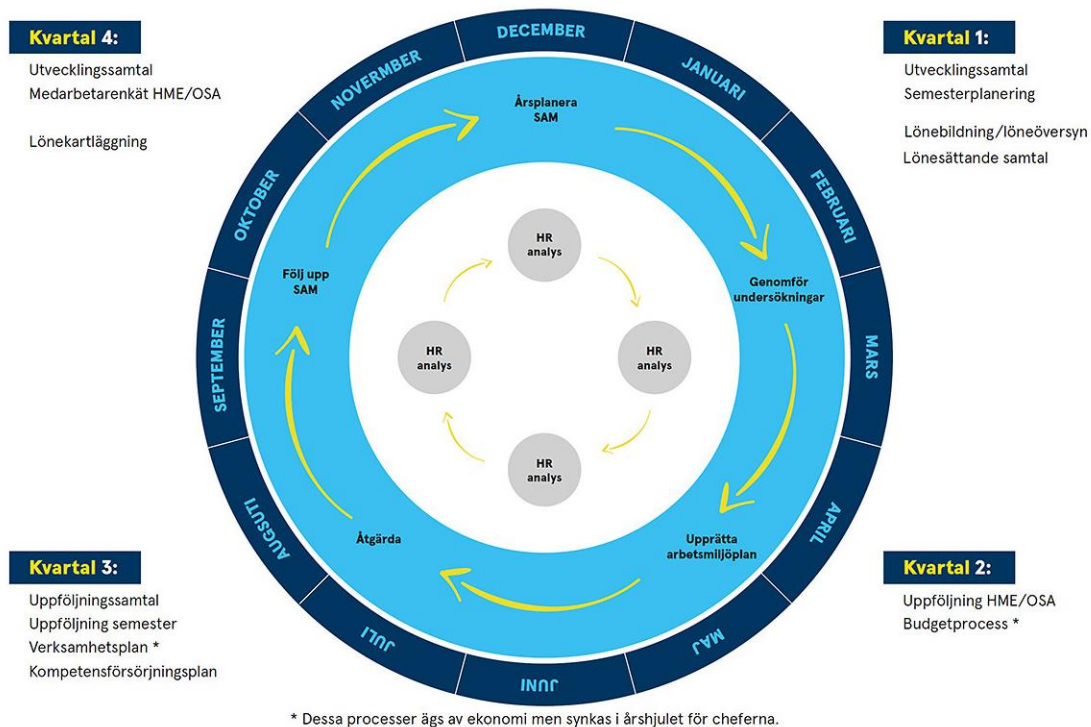 Kvartal 4:
Utvecklingssamtal
Medarbetarenkät HME/OSA
Lönekartläggning
Kvartal 1:
Utvecklingssamtal
Semesterplanering
Lönebildning/löneöversyn
Lönesättande samtal
DECEMBER
JANUARI
FEBRUARI
MARS
APRIL
MAJ
JUNI
JULI
AUGSUTI
SEPTEMBER
OKTOBER
NOVERMBER
Årsplanera
SAM
Genomför
undersökningar
Upprätta
arbetsmiljöplan
Åtgärda
Följ upp
SAM
HR
analys
HR
analys
HR
analys
HR
analys
Kvartal 3:
Uppföljningssamtal
Uppföljning semester
Verksamhetsplan *
Kompetensförsörjningsplan
Kvartal 2:
Uppföljning HME/OSA
Budgetprocess *
* Dessa processer ägs av ekonomi men synkas i årshjulet för cheferna.